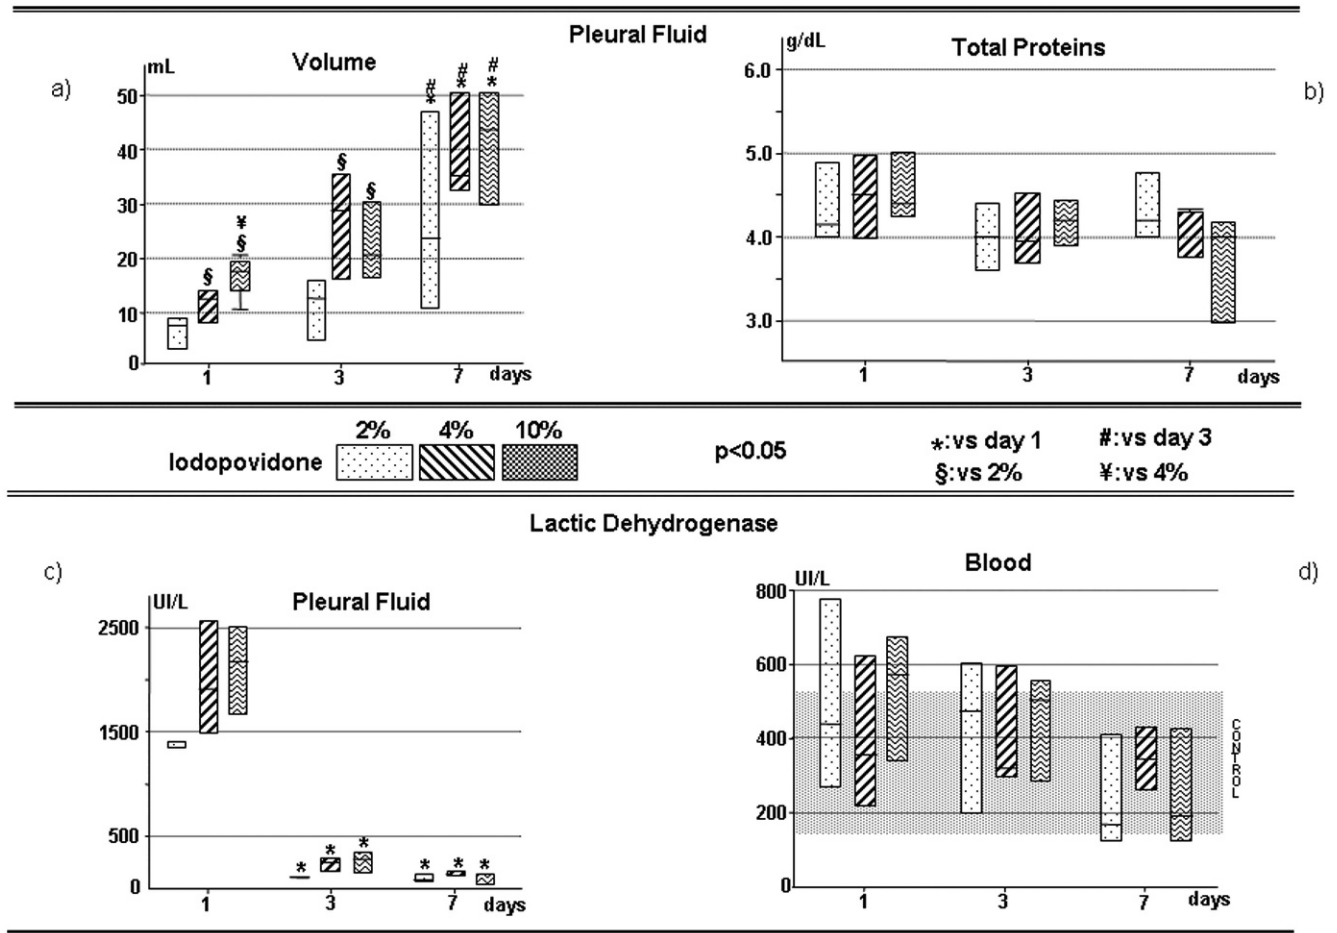 Pleural Fluid
a)
mL
Volume
# # #
* * *
50
40
30
20
10
0
§ §
¥
§ §
1 3 7 days
g/dL
Total Proteins
b)
6.0
5.0
4.0
3.0
1 3 7 days
2% 4% 10%
Iodopovidone
p<0.05
*:vs day 1 #:vs day 3
§:vs 2% ¥:vs 4%
Lactic Dehydrogenase
c)
UI/L
Pleural Fluid
2500
1500
500
0
* * * * * *
1 3 7 days
Blood
d)
UI/L
800
600
400
200
0
CONTROL
1 3 7 days